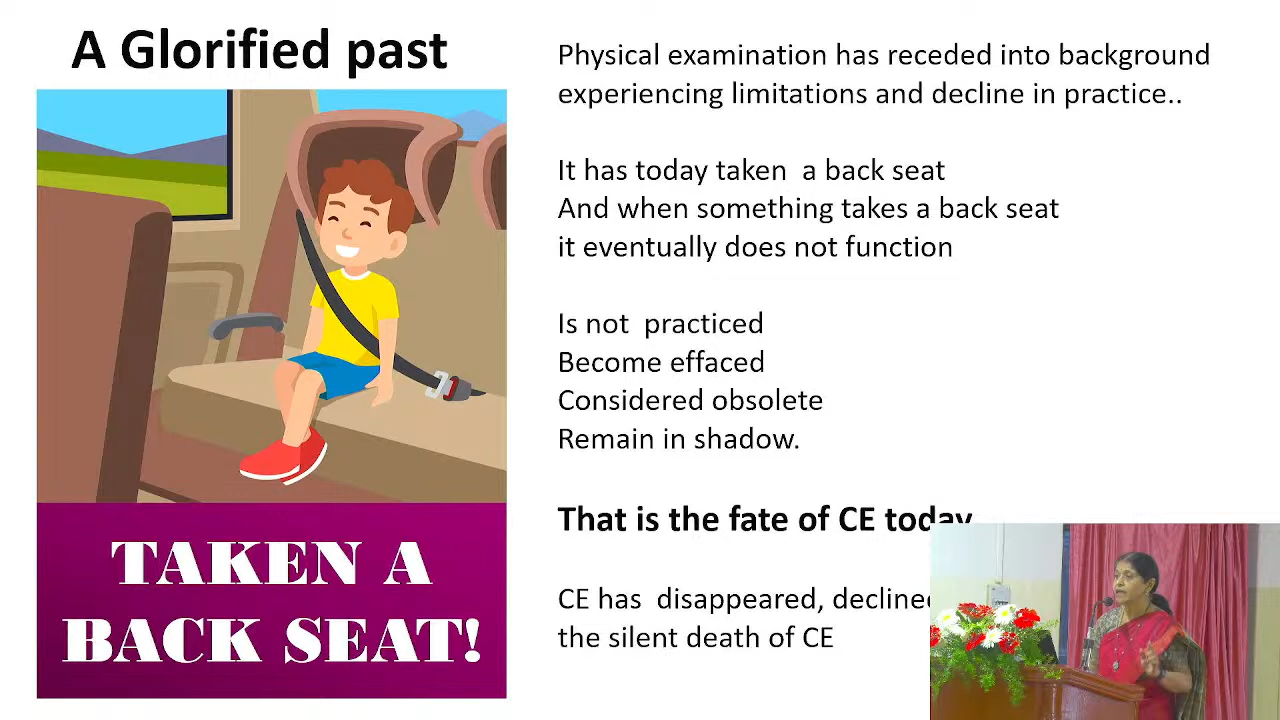 A Glorified past
TAKEN A
BACK SEAT!
Physical examination has receded into background
experiencing limitations and decline in practice..
It has today taken a back seat
And when something takes a back seat
it eventually does not function
Is not practiced
Become effaced
Considered obsolete
Remain in shadow.
That is the fate of CE today
CE has disappeared, declined
the silent death of CE